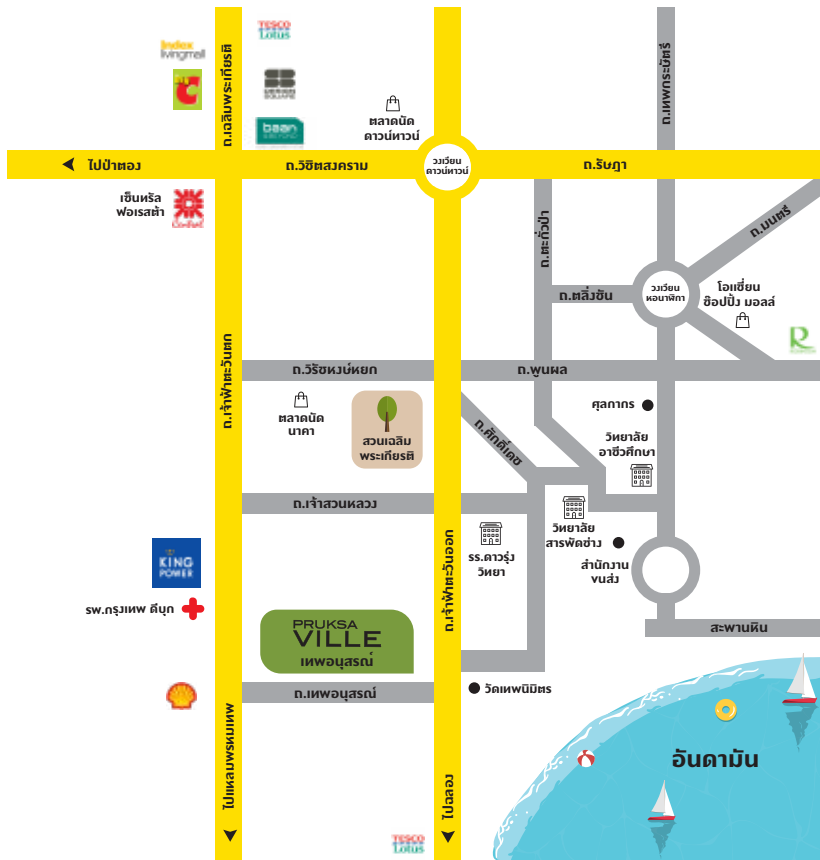 TESCO
Lotus
ถ.เฉลิมพระเกียรติ
ถ.เทพกระษัตรี
Index
livingmall
DESIGN
SQUARE
ตลาดนัด
ดาวน์ทาวน์
baan
& BEYOND
ไปป่าตอง
ถ.วิชิตสงคราม
วงเวียน
ดาวน์ทาวน์
ถ.รัษฎา
เซ็นทรัล
ฟอเรสต้า
Central
ถ.ตะกั่วป่า
ถ.มนตรี
ถ.ตลิ่งชัน
วงเวียน
หอนาฬิกา
โอเชี่ยน
ช๊อปปิ้ง มอลล์
R
ถ.เจ้าฟ้าตะวันตก
ถ.วิรัชหงษ์หยก
ถ.พูนผล
ตลาดนัด
นาคา
สวนเฉลิม
พระเกียรติ
ถ.ศักดิ์เดช
ศุลกากร
วิทยาลัย
อาชีวศึกษา
ถ.เจ้าสวนหลวง
ถ.เจ้าฟ้าตะวันออก
รร.ดาวรุ่ง
วิทยา
วิทยาลัย
สารพัดช่าง
สำนักงาน
ขนส่ง
KING
POWER
รพ.กรุงเทพ ดีบุก
PRUKSA
VILLE
เทพอนุสรณ์
สะพานหิน
ถ.เทพอนุสรณ์
วัดเทพนิมิตร
ไปแหลมพรหมเทพ
ไปฉลอง
อันดามัน
TESCO
Lotus